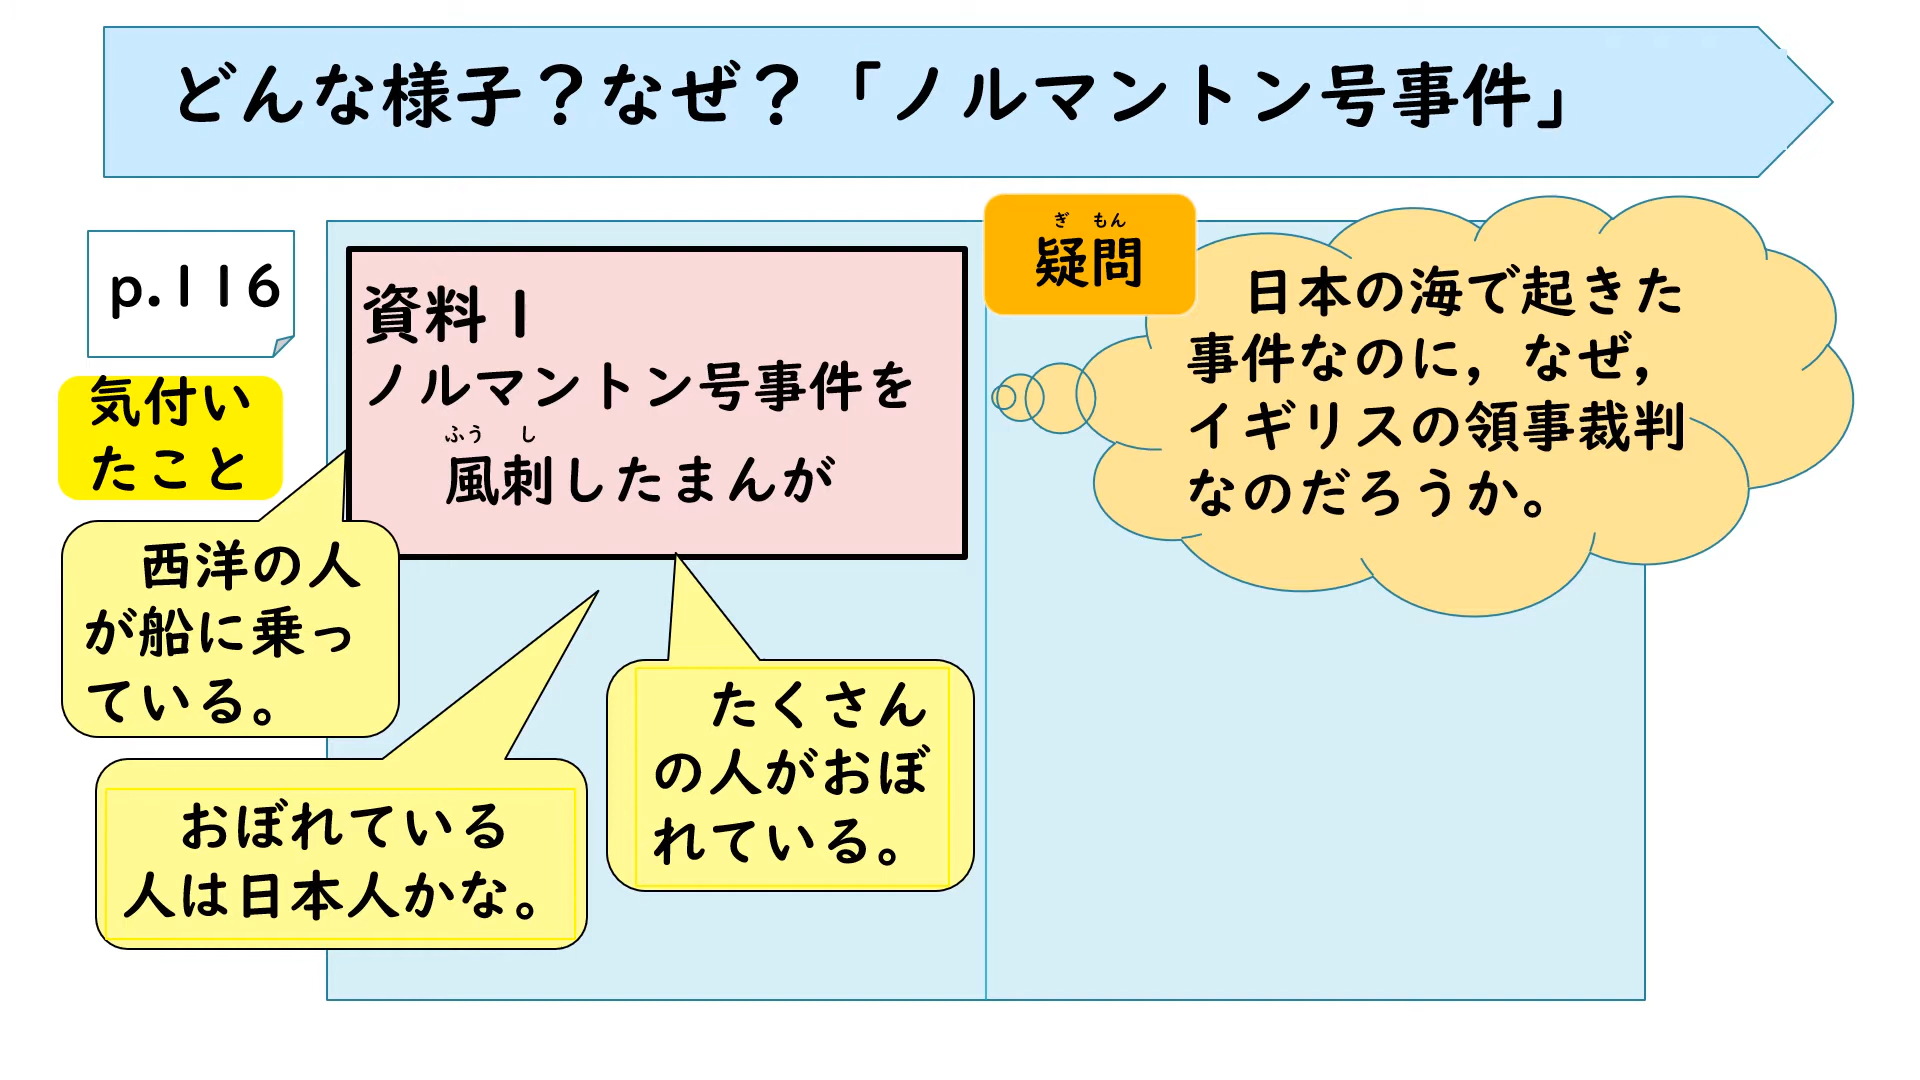 どんな様子？なぜ？「ノルマントン号事件」
p.116
気付い
たこと
資料１
ノルマントン号事件を
ふうし
風刺したまんが
西洋の人
が船に乗っ
ている。
おぼれている
人は日本人かな。
たくさん
の人がおぼ
れている。
ぎもん
疑問
日本の海で起きた
事件なのに，なぜ，
イギリスの領事裁判
なのだろうか。